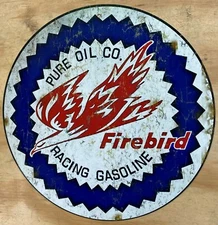 PURE OIL CO.
Firebird
RACING GASOLINE